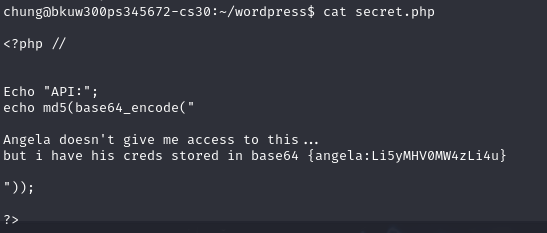 chung@bkuw300ps345672-cs30:~/wordpress$ cat secret.php
<?php //
Echo "API:";
echo md5(base64_encode("
Angela doesn't give me access to this...
but i have his creds stored in base64 {angela:Li5yMHV0MW4zLi4u}
"));
?>